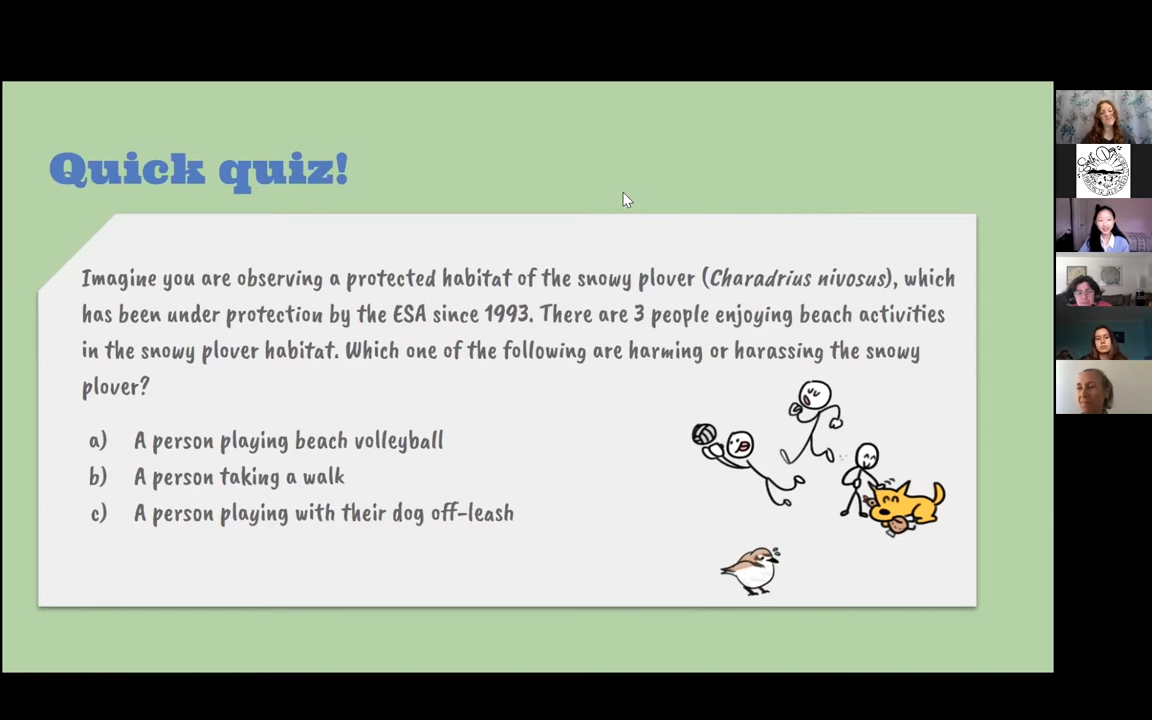 Quick quiz!
Imagine you are observing a protected habitat of the snowy plover (Charadrius nivosus), which
has been under protection by the ESA since 1993. There are 3 people enjoying beach activities
in the snowy plover habitat. Which one of the following are harming or harassing the snowy
plover?
a) A person playing beach volleyball
b) A person taking a walk
c) A person playing with their dog off-leash